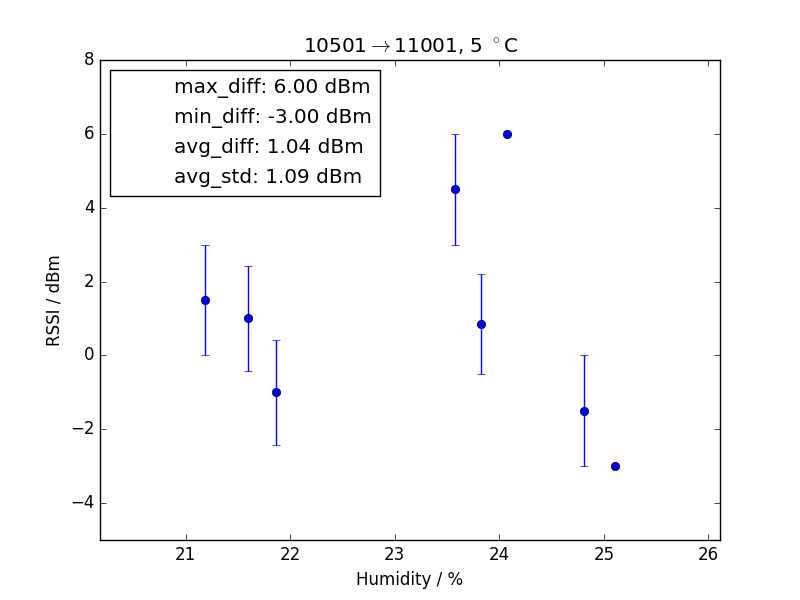 10501→11001, 5 °C
max_diff: 6.00 dBm
min_diff: -3.00 dBm
avg_diff: 1.04 dBm
avg_std: 1.09 dBm
8
6
4
2
0
−2
−4
RSSI / dBm
21 22 23 24 25 26
Humidity / %